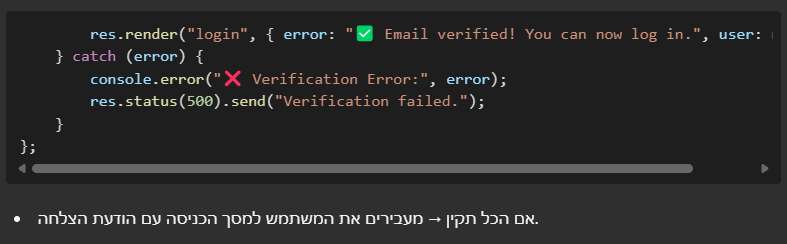 res.render("login", { error: "✅ Email verified! You can now log in.", user:
} catch (error) {
console.error("❌ Verification Error:", error);
res.status(500).send("Verification failed.");
}
};
• אם הכל תקין → מעבירים את המשתמש למסך הכניסה עם הודעת הצלחה.